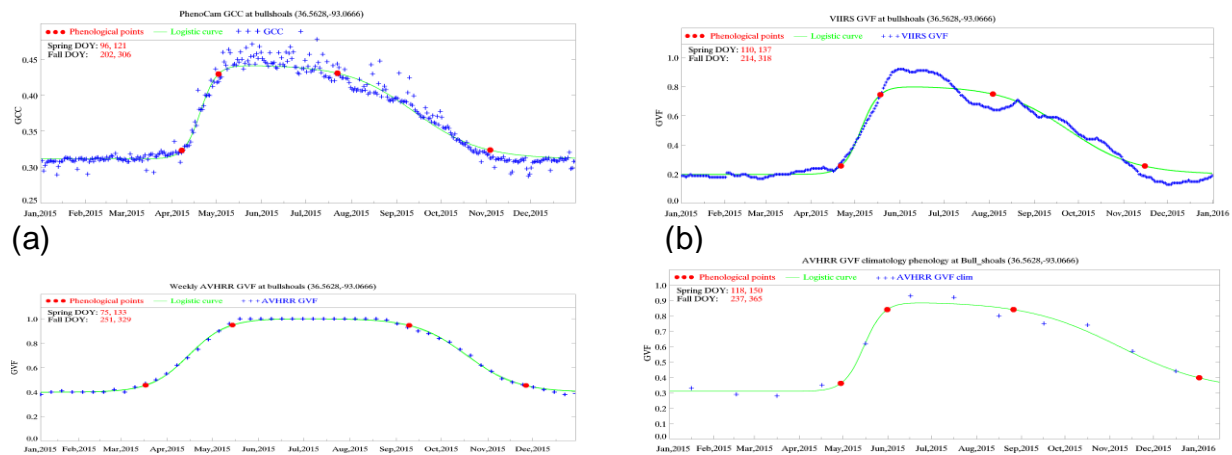 PhenoCam GCC at bullshoals (36.5628,-93.0666)
Phenological points Logistic curve GCC
Spring DOY: 96, 121
Fall DOY: 202, 306
0.45
0.40
0.35
0.30
0.25
GCC
Jan,2015 Feb,2015 Mar,2015 Apr,2015 May,2015 Jun,2015 Jul,2015 Aug,2015 Sep,2015 Oct,2015 Nov,2015 Dec,2015
(a)
VIIRS GVF at bullshoals (36.5628,-93.0666)
Phenological points Logistic curve VIIRS GVF
Spring DOY: 110, 137
Fall DOY: 214, 318
1.0
0.8
0.6
0.4
0.2
0.0
GVF
Jan,2015 Feb,2015 Mar,2015 Apr,2015 May,2015 Jun,2015 Jul,2015 Aug,2015 Sep,2015 Oct,2015 Nov,2015 Dec,2015 Jan,2016
(b)
Weekly AVHRR GVF at bullshoals (36.5628,-93.0666)
Phenological points Logistic curve AVHRR GVF
Spring DOY: 75, 133
Fall DOY: 251, 329
1.0
0.8
0.6
0.4
0.2
0.0
GVF
Jan,2015 Feb,2015 Mar,2015 Apr,2015 May,2015 Jun,2015 Jul,2015 Aug,2015 Sep,2015 Oct,2015 Nov,2015 Dec,2015
AVHRR GVF climatology phenology at Bull_shoals (36.5628,-93.0666)
Phenological points Logistic curve AVHRR GVF clim
Spring DOY: 118, 150
Fall DOY: 237, 365
1.0
0.9
0.8
0.7
0.6
0.5
0.4
0.3
0.2
0.1
0.0
GVF
Jan,2015 Feb,2015 Mar,2015 Apr,2015 May,2015 Jun,2015 Jul,2015 Aug,2015 Sep,2015 Oct,2015 Nov,2015 Dec,2015 Jan,2016